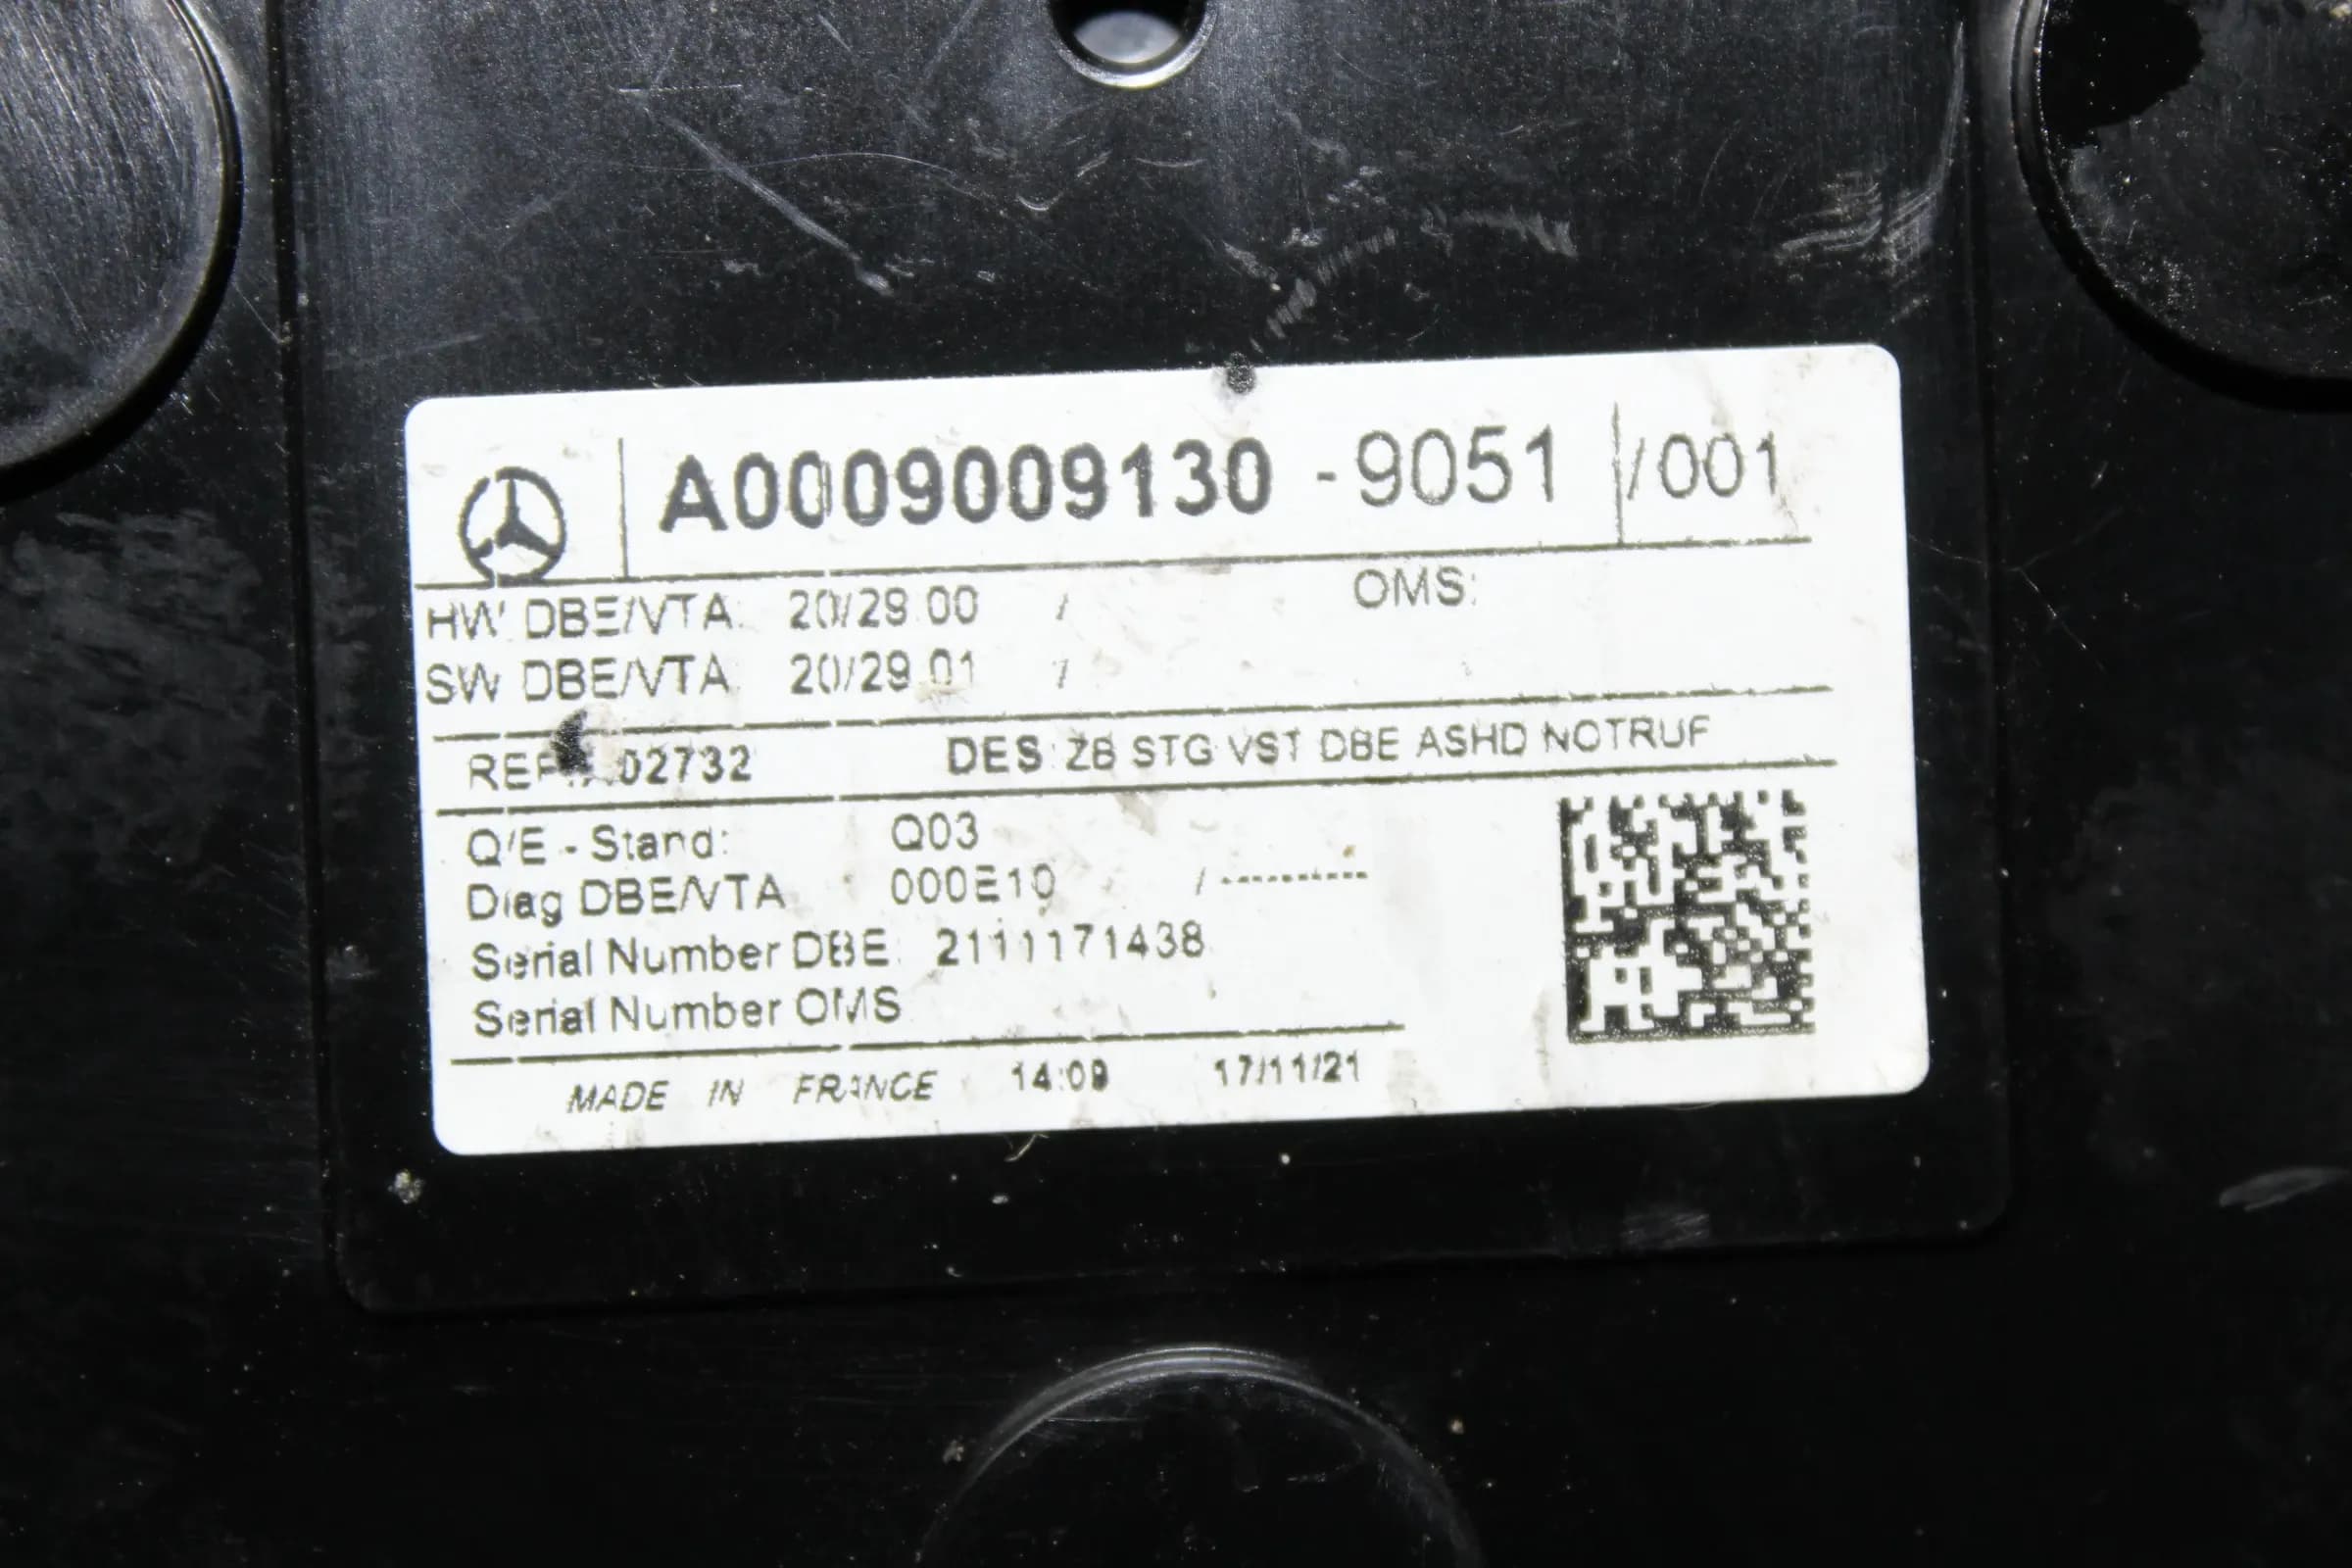 A0009009130 - 9051 /001
HW DBE/VTA: 20/29.00 / OMS:
SW DBE/VTA 20/29.01 /
02732 DES: ZB STG VST DBE ASHD NOTRUF
Q/E - Stand: Q03
Diag DBE/VTA : 000E10 /---------
Serial Number DBE: 2111171438
Serial Number OMS
MADE IN FRANCE 14:09 17/11/21